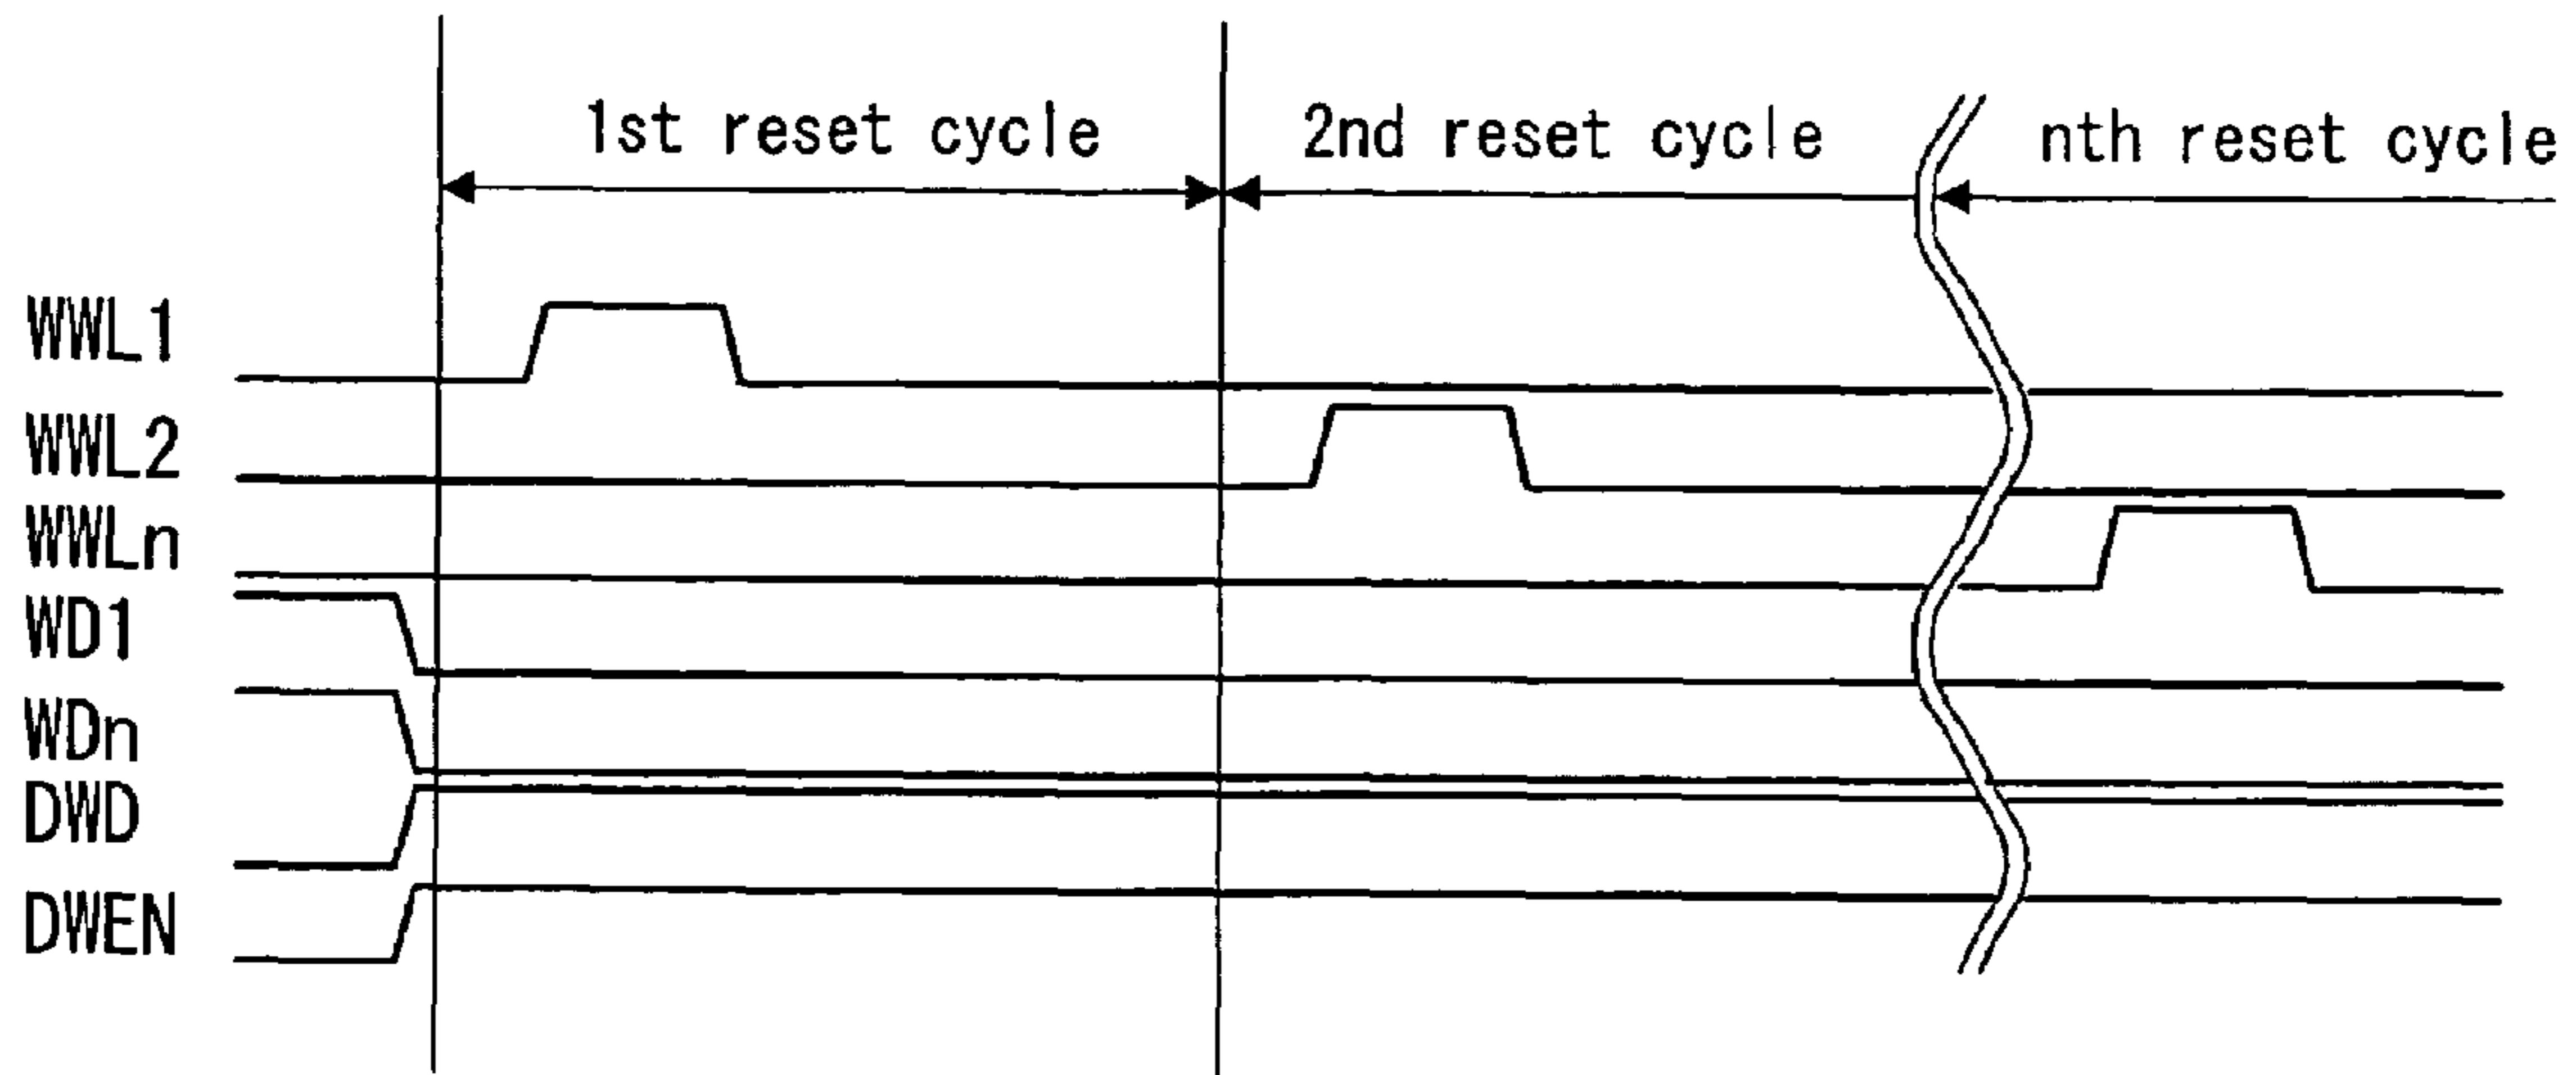 1st reset cycle
2nd reset cycle
nth reset cycle
WWL1
WWL2
WWLn
WD1
WDn
DWD
DWEN